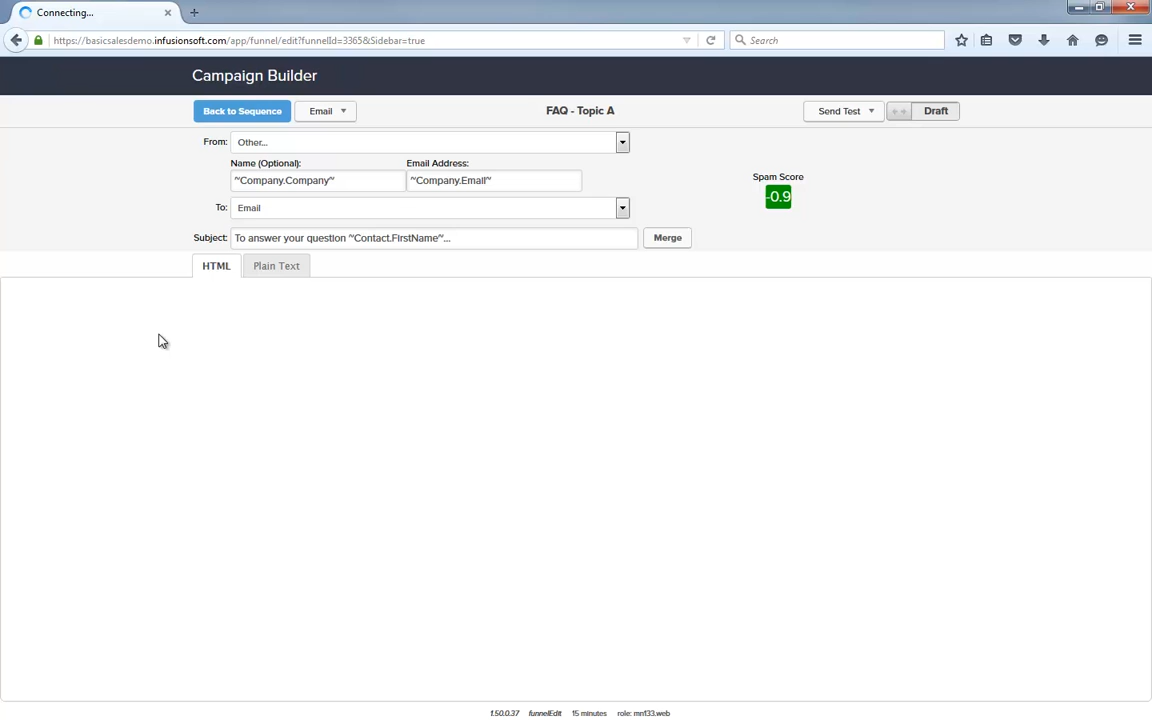 Connecting...
https://basicsalesdemo.infusionsoft.com/app/funnel/edit?funnelId=3365&Sidebar=true
Search
Campaign Builder
Back to Sequence
Email
FAQ - Topic A
Send Test
Draft
From:
Other...
Name (Optional):
Email Address:
~Company.Company~
~Company.Email~
Spam Score
-0.9
To:
Email
Subject:
To answer your question ~Contact.FirstName~...
Merge
HTML
Plain Text
1.50.0.37 funnelEdit 15 minutes role: mn133.web